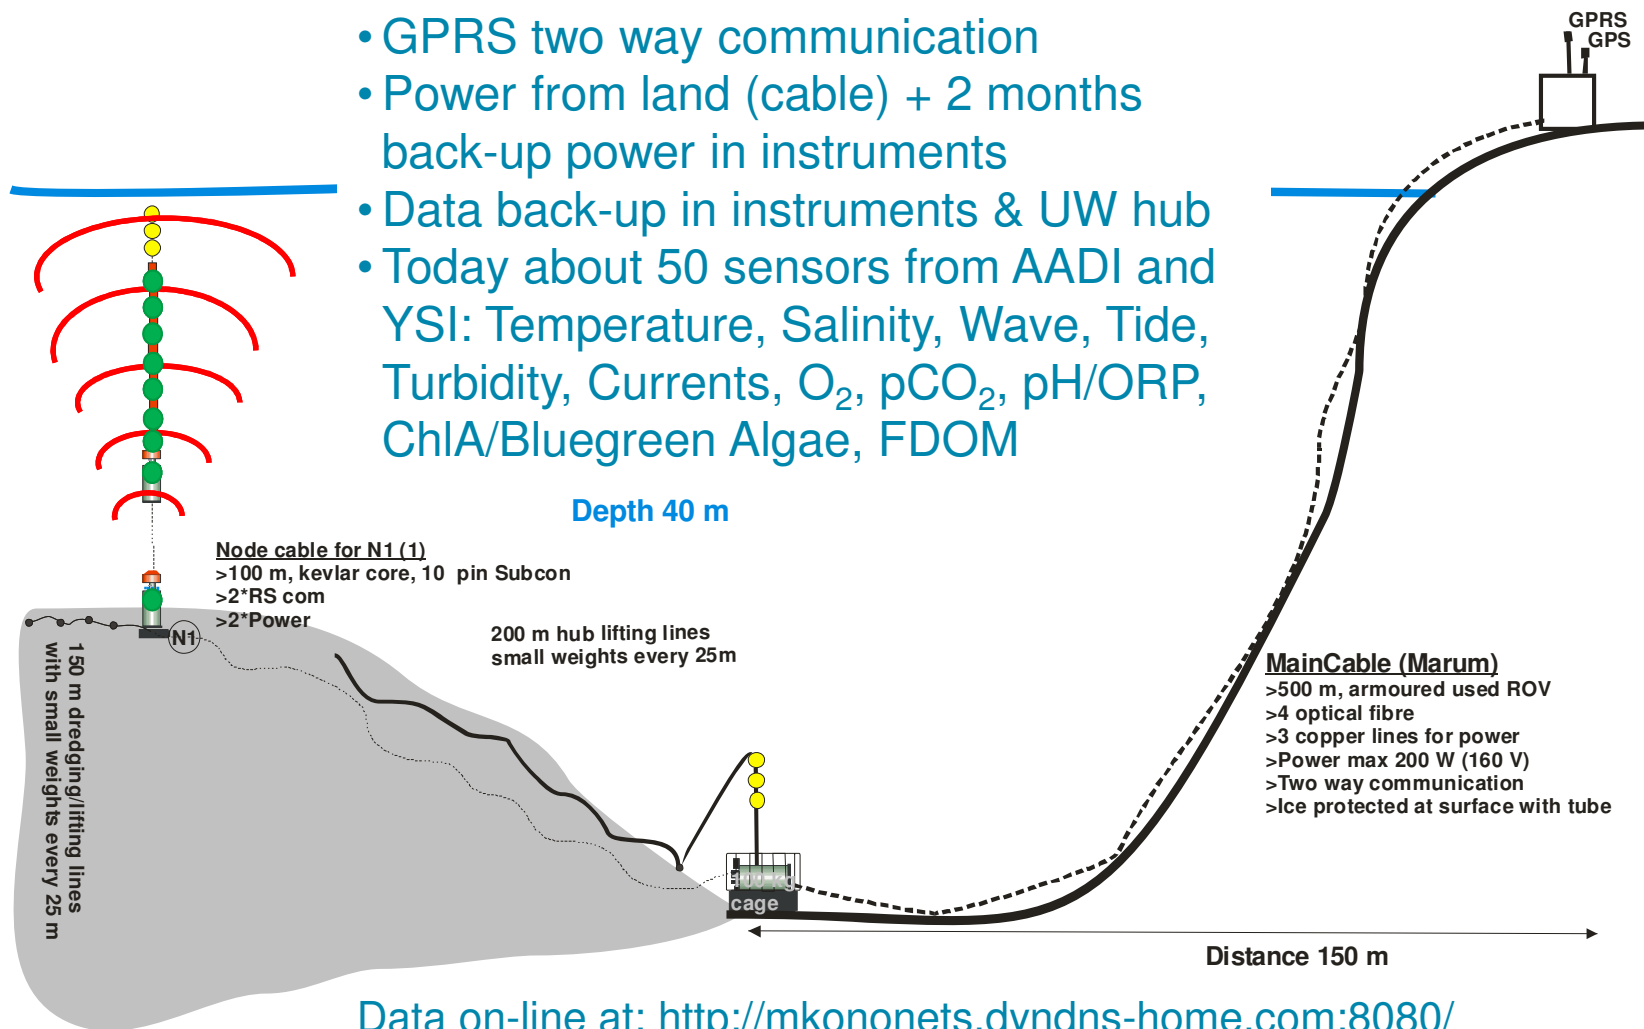 GPRS
GPS
• GPRS two way communication
• Power from land (cable) + 2 months
back-up power in instruments
• Data back-up in instruments & UW hub
• Today about 50 sensors from AADI and
YSI: Temperature, Salinity, Wave, Tide,
Turbidity, Currents, O₂, pCO₂, pH/ORP,
ChlA/Bluegreen Algae, FDOM
Depth 40 m
Node cable for N1 (1)
>100 m, kevlar core, 10 pin Subcon
>2*RS com
>2*Power
N1
200 m hub lifting lines
small weights every 25m
150 m dredging/lifting lines
with small weights every 25 m
MainCable (Marum)
>500 m, armoured used ROV
>4 optical fibre
>3 copper lines for power
>Power max 200 W (160 V)
>Two way communication
>Ice protected at surface with tube
100 kg
cage
Distance 150 m
Data on-line at: http://mkononets.dyndns-home.com:8080/